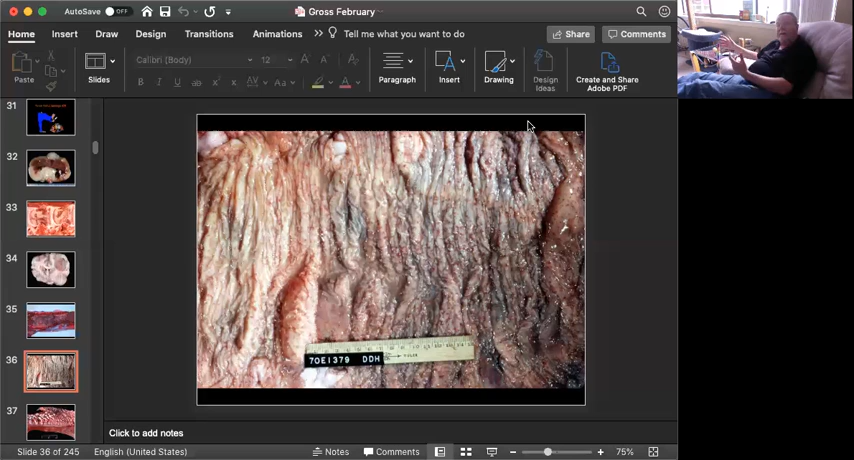 AutoSave OFF Gross February
Home Insert Draw Design Transitions Animations Tell me what you want to do Share Comments
Paste Slides Calibri (Body) Paragraph Insert Drawing Design Ideas Create and Share Adobe PDF
31
32
33
34
35
36
37
70E1379 DDH
Click to add notes
Slide 36 of 245 English (United States) Notes Comments 75%